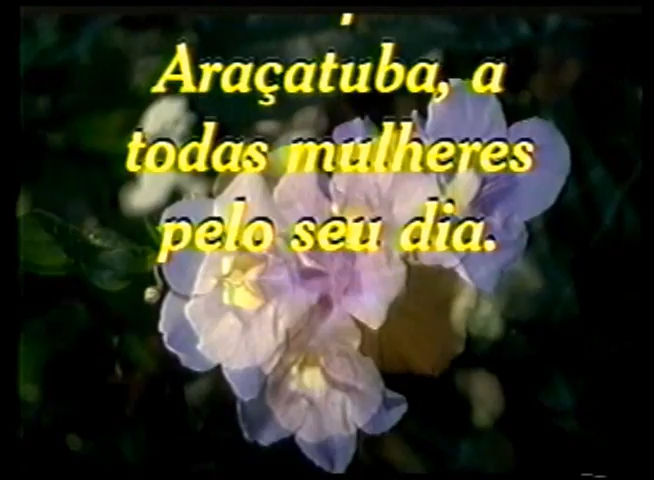 Araçatuba, a
todas mulheres
pelo seu dia.